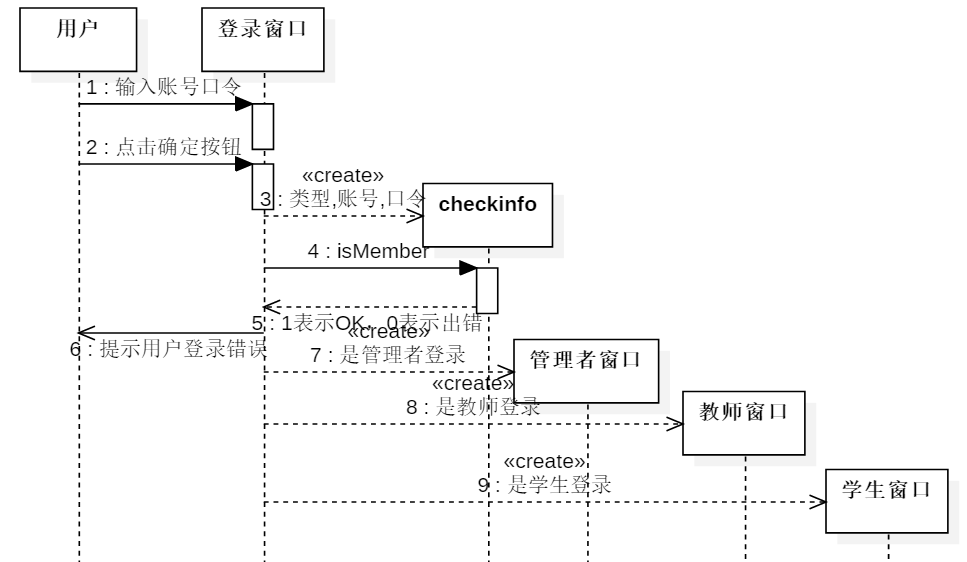 用户
登录窗口
1 : 输入账号口令
2 : 点击确定按钮
«create»
3 : 类型,账号,口令
checkinfo
4 : isMember
5 : 1表示OK，0表示出错
6 : 提示用户登录错误
«create»
7 : 是管理者登录
管理者窗口
«create»
8 : 是教师登录
教师窗口
«create»
9 : 是学生登录
学生窗口